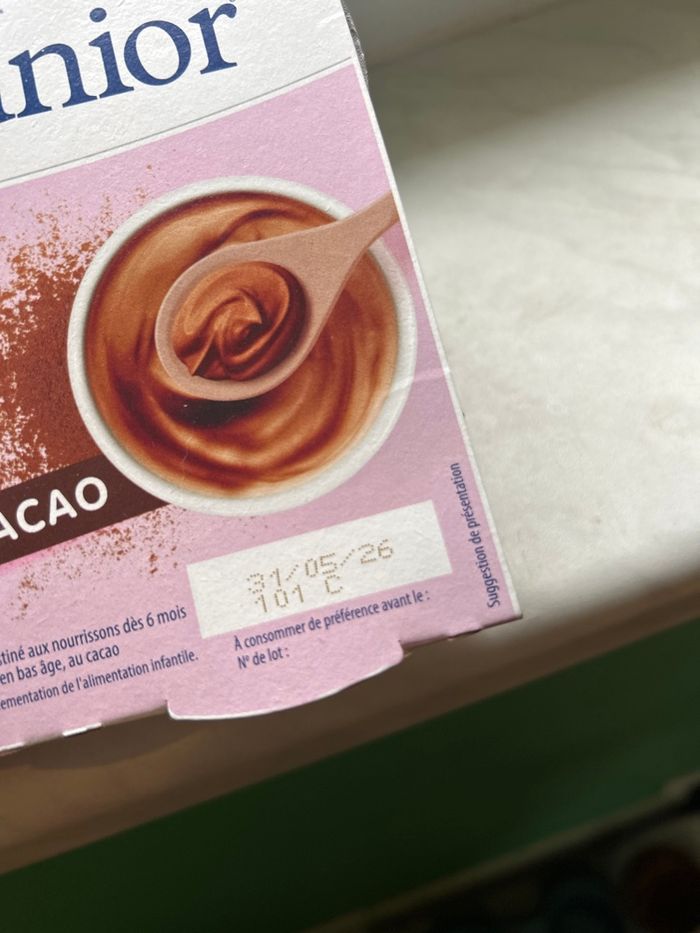 nior
ACAO
31/05/26
101 C
Suggestion de présentation
À consommer de préférence avant le :
N° de lot :
tiné aux nourrissons dès 6 mois
en bas âge, au cacao
ementation de l'alimentation infantile.